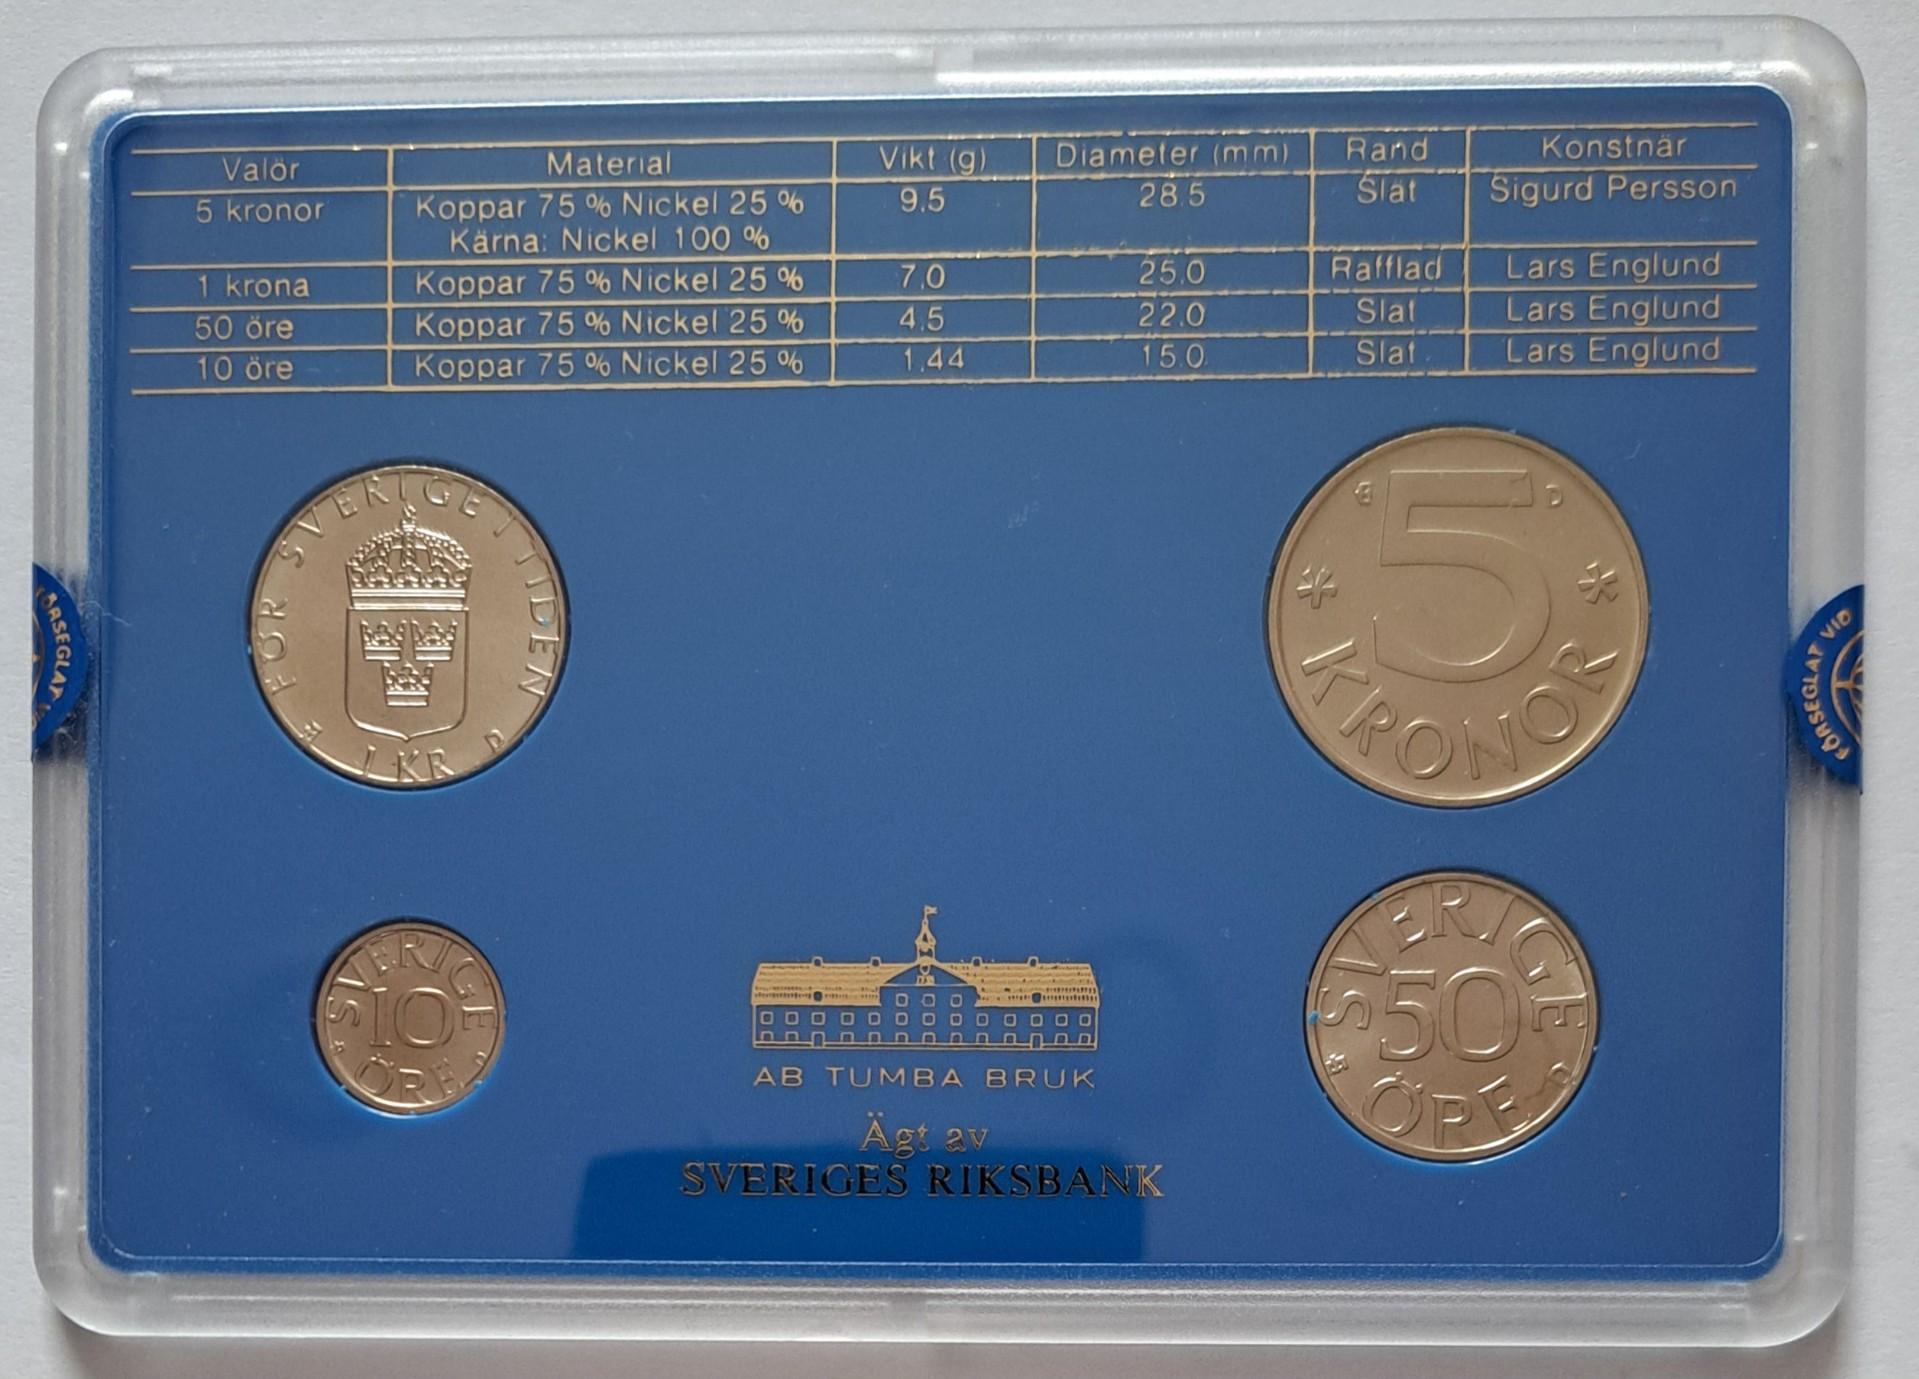 Valör Material Vikt (g) Diameter (mm) Rand Konstnär
5 kronor Koppar 75 % Nickel 25 % 9.5 28.5 Slät Sigurd Persson
Kärna: Nickel 100 %
1 krona Koppar 75 % Nickel 25 % 7.0 25.0 Räfflad Lars Englund
50 öre Koppar 75 % Nickel 25 % 4.5 22.0 Slät Lars Englund
10 öre Koppar 75 % Nickel 25 % 1.44 15.0 Slät Lars Englund
FÖR SVERIGE I TIDEN
1 KR
D
D
5
KRONOR
FÖRSEGLAT VID
FÖRSEGLAT VID
SVERIGE
10
ÖRE
D
SVERIGE
50
ÖRE
D
AB TUMBA BRUK
Ägt av
SVERIGES RIKSBANK